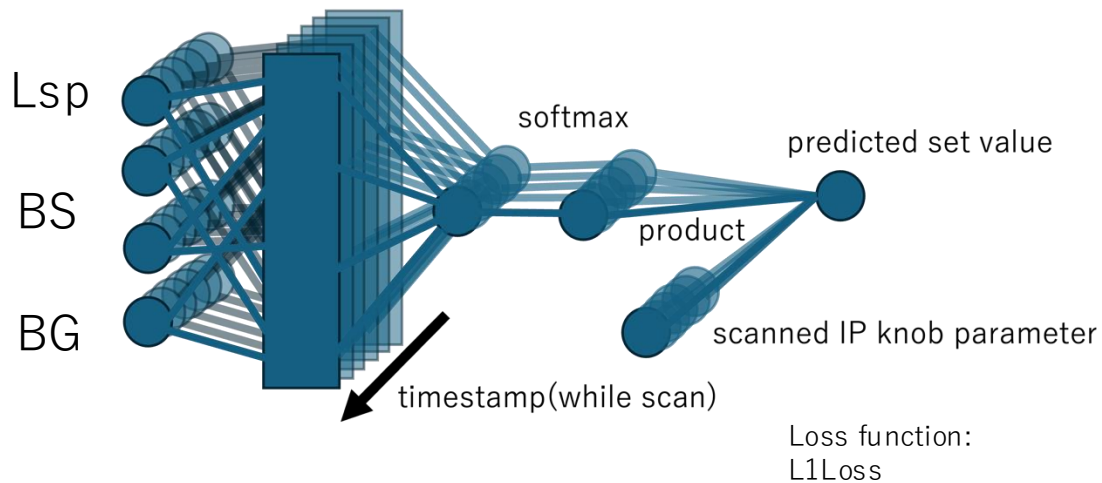 Lsp
BS
BG
softmax
product
predicted set value
scanned IP knob parameter
timestamp(while scan)
Loss function:
L1Loss